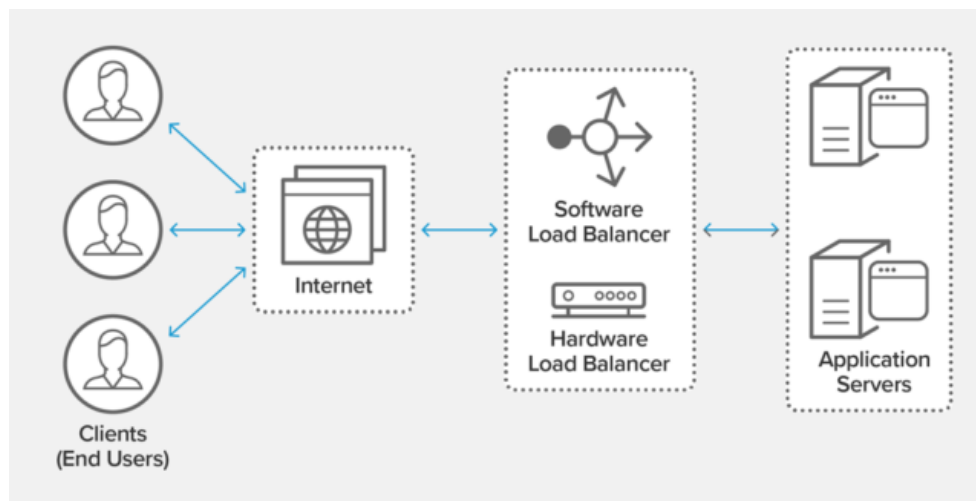 Clients
(End Users)
Internet
Software
Load Balancer
Hardware
Load Balancer
Application
Servers